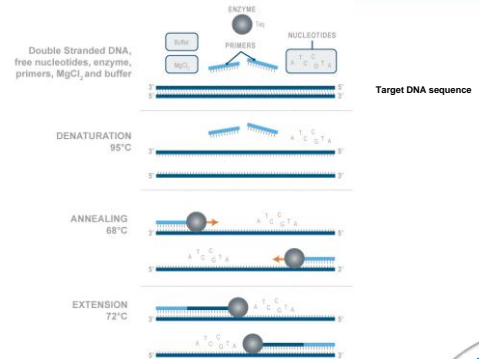 ENZYME
Taq
Buffer
MgCl2
PRIMERS
NUCLEOTIDES
A T C C G T A
Double Stranded DNA,
free nucleotides, enzyme,
primers, MgCl2 and buffer
3' 5'
5' 3'
Target DNA sequence
DENATURATION
95°C
A T C C G T A
3' 5'
5' 3'
ANNEALING
68°C
A T C C G T A
3' 5'
A T C C G T A
5' 3'
EXTENSION
72°C
A T C C G T A
3' 5'
A T C C G T A
5' 3'